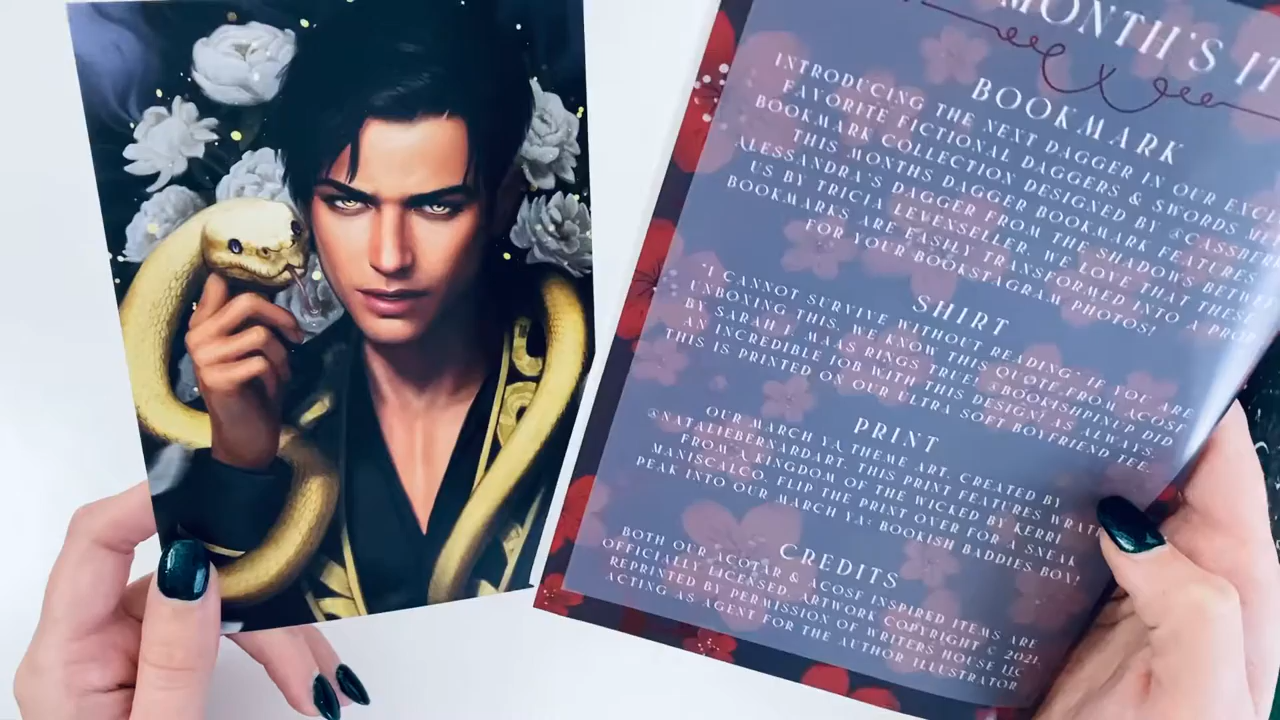 MONTH'S IT
BOOKMARK
INTRODUCING THE NEXT DAGGER IN OUR EXCL
FAVORITE FICTIONAL DAGGERS & SWORDS ME
BOOKMARK COLLECTION DESIGNED BY @CASSBERR
THIS MONTHS DAGGER BOOKMARK FEATURES
ALESSANDRA'S DAGGER FROM THE SHADOWS BETWE
US BY TRICIA LEVENSELLER. WE LOVE THAT THESE
BOOKMARKS ARE EASILY TRANSFORMED INTO A PROP
FOR YOUR BOOKSTAGRAM PHOTOS!
SHIRT
"I CANNOT SURVIVE WITHOUT READING- IF YOU ARE
UNBOXING THIS, WE KNOW THIS QUOTE FROM ACOSF
BY SARAH J MAAS RINGS TRUE! @BOOKISHPINUP DID
AN INCREDIBLE JOB WITH THIS DESIGN! AS ALWAYS,
THIS IS PRINTED ON OUR ULTRA SOFT BOYFRIEND TEE.
PRINT
OUR MARCH YA THEME ART. CREATED BY
@NATALIEBERNARDART. THIS PRINT FEATURES WRATH
FROM A KINGDOM OF THE WICKED BY KERRI
MANISCALCO. FLIP THE PRINT OVER FOR A SNEAK
PEAK INTO OUR MARCH YA: BOOKISH BADDIES BOX!
CREDITS
BOTH OUR ACOTAR & ACOSF INSPIRED ITEMS ARE
OFFICIALLY LICENSED. ARTWORK COPYRIGHT © 2021,
REPRINTED BY PERMISSION OF WRITERS HOUSE LLC
ACTING AS AGENT FOR THE AUTHOR ILLUSTRATOR